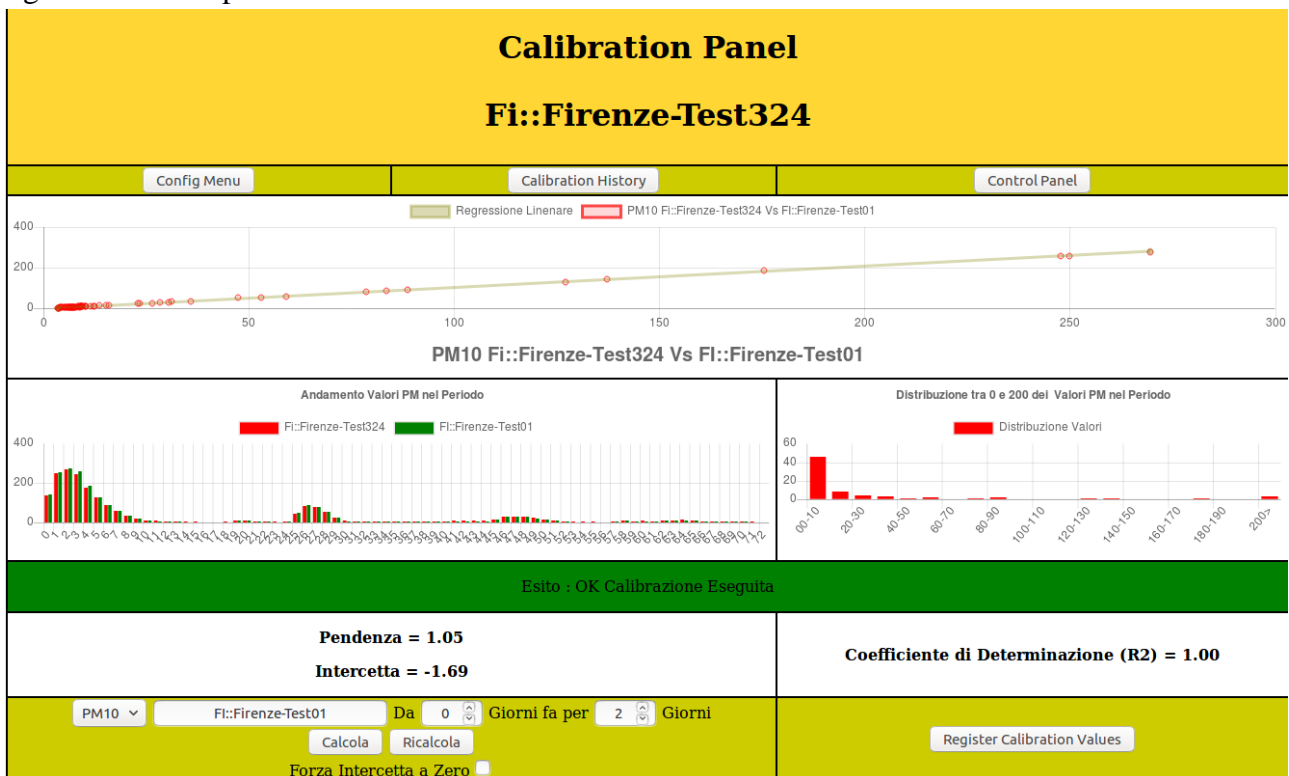 Calibration Panel
Fi::Firenze-Test324
Config Menu
Calibration History
Control Panel
Regressione Linenare PM10 Fi::Firenze-Test324 Vs FI::Firenze-Test01
400
200
0
0 50 100 150 200 250 300
PM10 Fi::Firenze-Test324 Vs FI::Firenze-Test01
Andamento Valori PM nel Periodo
Fi::Firenze-Test324 FI::Firenze-Test01
400
200
0
Distribuzione tra 0 e 200 dei Valori PM nel Periodo
Distribuzione Valori
60
40
20
0
00-10 20-30 40-50 60-70 80-90 100-110 120-130 140-150 160-170 180-190 200>
Esito : OK Calibrazione Eseguita
Pendenza = 1.05
Intercetta = -1.69
Coefficiente di Determinazione (R2) = 1.00
PM10 FI::Firenze-Test01 Da 0 Giorni fa per 2 Giorni
Calcola Ricalcola
Forza Intercetta a Zero
Register Calibration Values